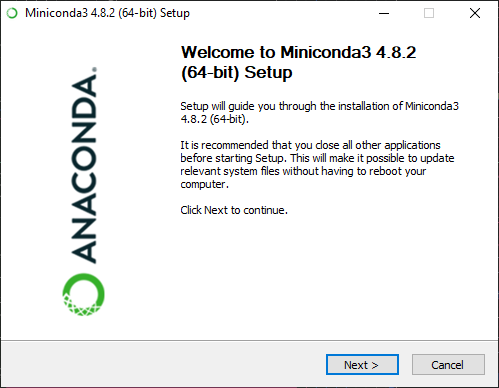 Miniconda3 4.8.2 (64-bit) Setup
Welcome to Miniconda3 4.8.2
(64-bit) Setup
Setup will guide you through the installation of Miniconda3
4.8.2 (64-bit).
It is recommended that you close all other applications
before starting Setup. This will make it possible to update
relevant system files without having to reboot your
computer.
Click Next to continue.
ANACONDA.
Next >
Cancel